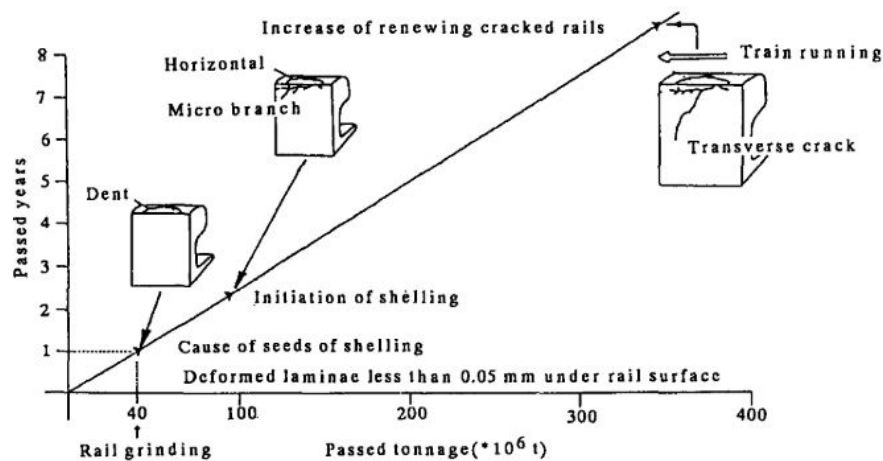 Increase of renewing cracked rails
Train running
Horizontal
Micro branch
Transverse crack
Dent
Initiation of shelling
Cause of seeds of shelling
Deformed laminae less than 0.05 mm under rail surface
Passed years
8
7
6
5
4
3
2
1
0
40
100
200
300
400
Rail grinding
Passed tonnage(*10⁶ t)